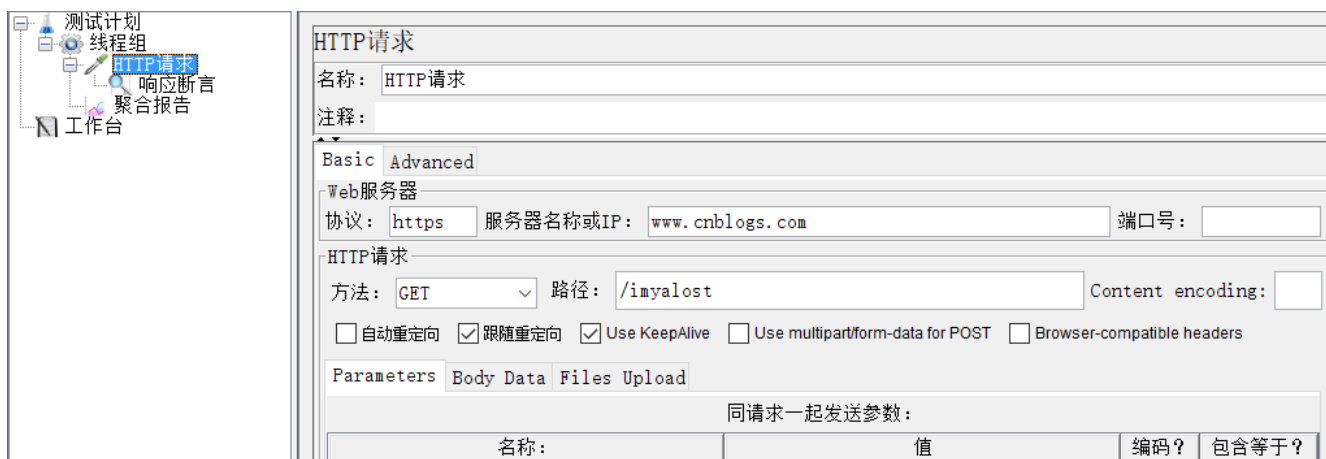 测试计划
线程组
HTTP请求
响应断言
聚合报告
工作台
HTTP请求
名称： HTTP请求
注释：
Basic Advanced
Web服务器
协议： https 服务器名称或IP： www.cnblogs.com 端口号：
HTTP请求
方法： GET 路径： /imyalost Content encoding:
自动重定向 跟随重定向 Use KeepAlive Use multipart/form-data for POST Browser-compatible headers
Parameters Body Data Files Upload
同请求一起发送参数：
名称： 值 编码？ 包含等于？